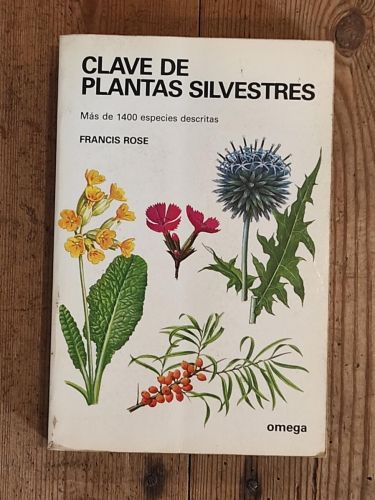 CLAVE DE
PLANTAS SILVESTRES
Más de 1400 especies descritas
FRANCIS ROSE
omega